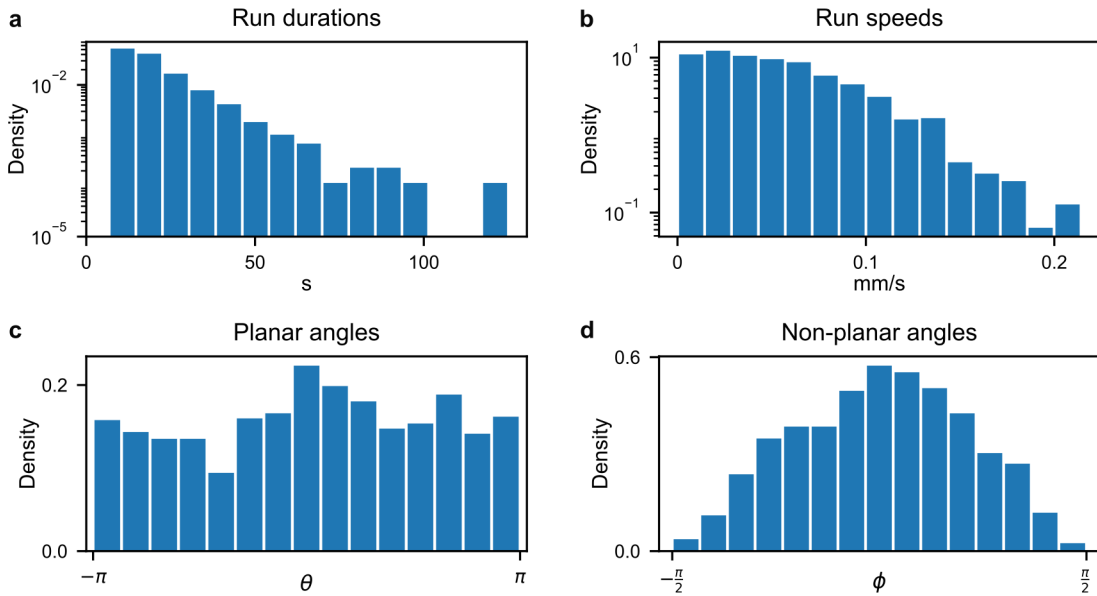 a Run durations
Density
10⁻²
10⁻⁵
0 50 100
s
b Run speeds
Density
10¹
10⁻¹
0 0.1 0.2
mm/s
c Planar angles
Density
0.2
0.0
−π θ π
d Non-planar angles
Density
0.6
0.0
−π/2 ϕ π/2